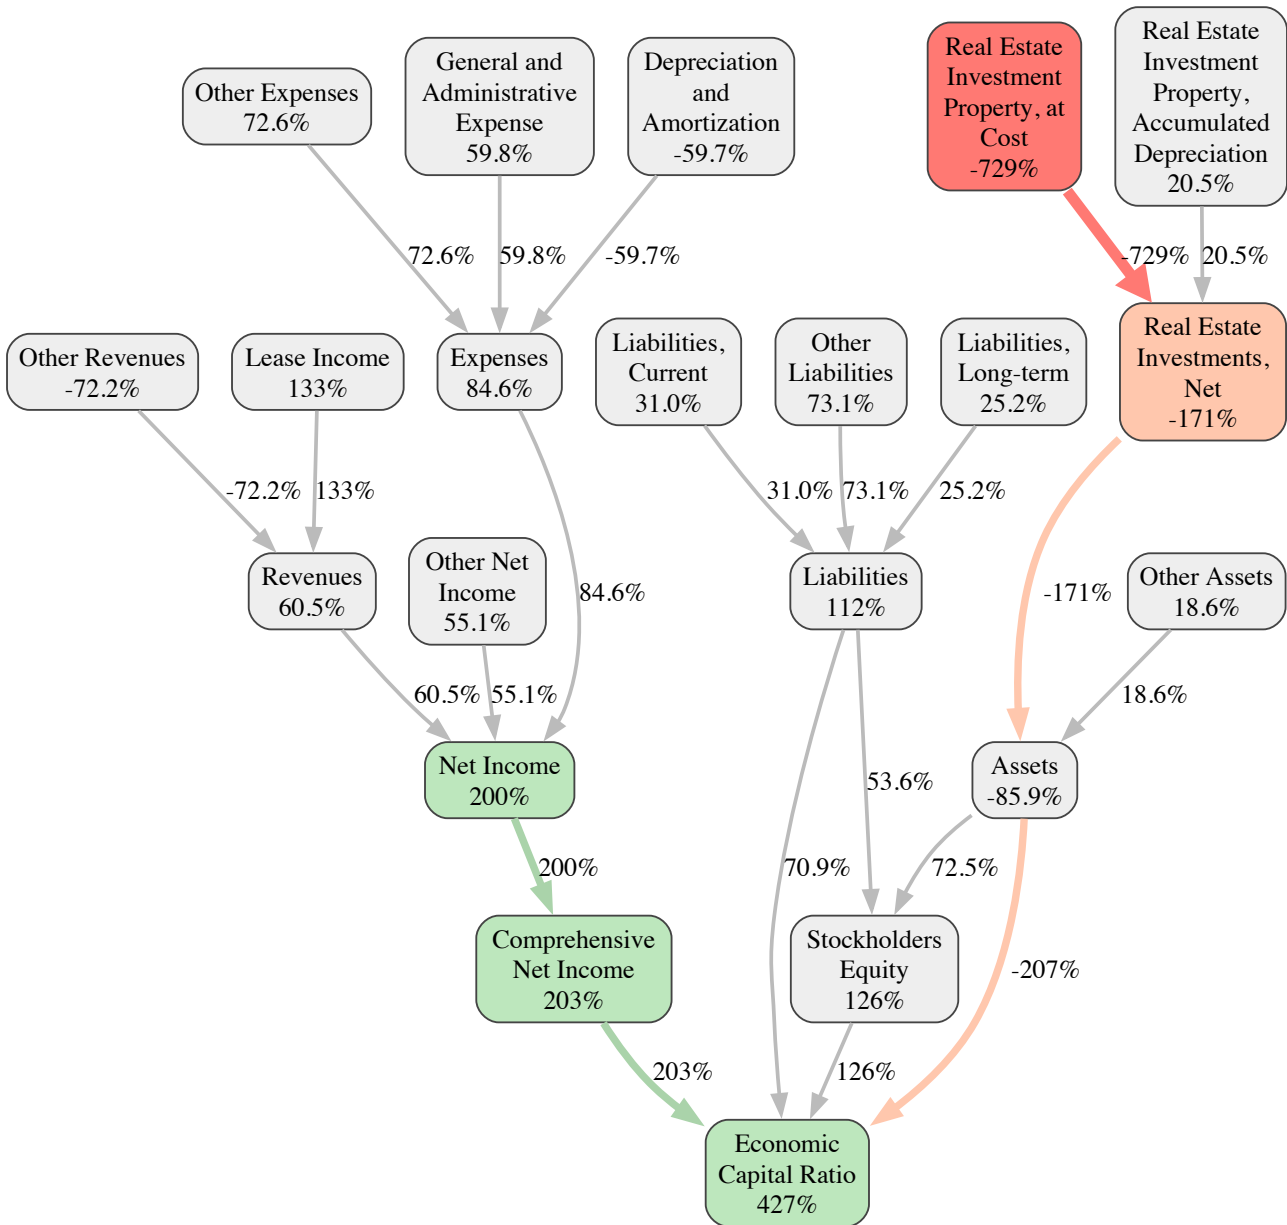 Other Expenses
72.6%
General and
Administrative
Expense
59.8%
Depreciation
and
Amortization
-59.7%
Real Estate
Investment
Property, at
Cost
-729%
Real Estate
Investment
Property,
Accumulated
Depreciation
20.5%
72.6%
59.8%
-59.7%
-729%
20.5%
Other Revenues
-72.2%
Lease Income
133%
Expenses
84.6%
Liabilities,
Current
31.0%
Other
Liabilities
73.1%
Liabilities,
Long-term
25.2%
Real Estate
Investments,
Net
-171%
-72.2%
133%
31.0%
73.1%
25.2%
Revenues
60.5%
Other Net
Income
55.1%
84.6%
Liabilities
112%
-171%
Other Assets
18.6%
60.5%
55.1%
18.6%
Net Income
200%
53.6%
Assets
-85.9%
200%
70.9%
72.5%
Comprehensive
Net Income
203%
Stockholders
Equity
126%
-207%
203%
126%
Economic
Capital Ratio
427%